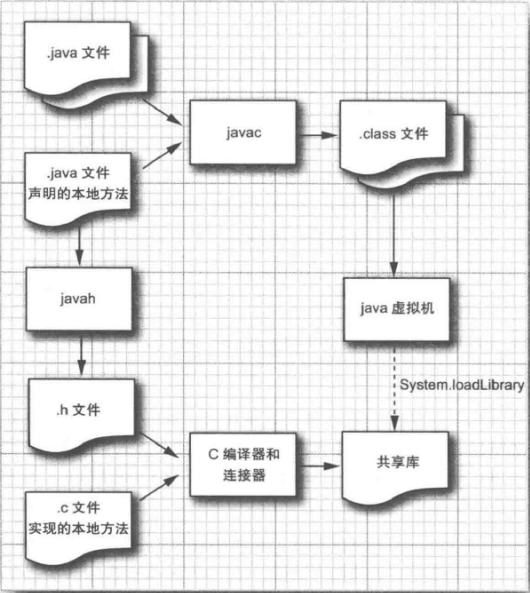 .java 文件
javac
.class 文件
.java 文件
声明的本地方法
javah
java 虚拟机
System.loadLibrary
.h 文件
C 编译器和
连接器
共享库
.c 文件
实现的本地方法